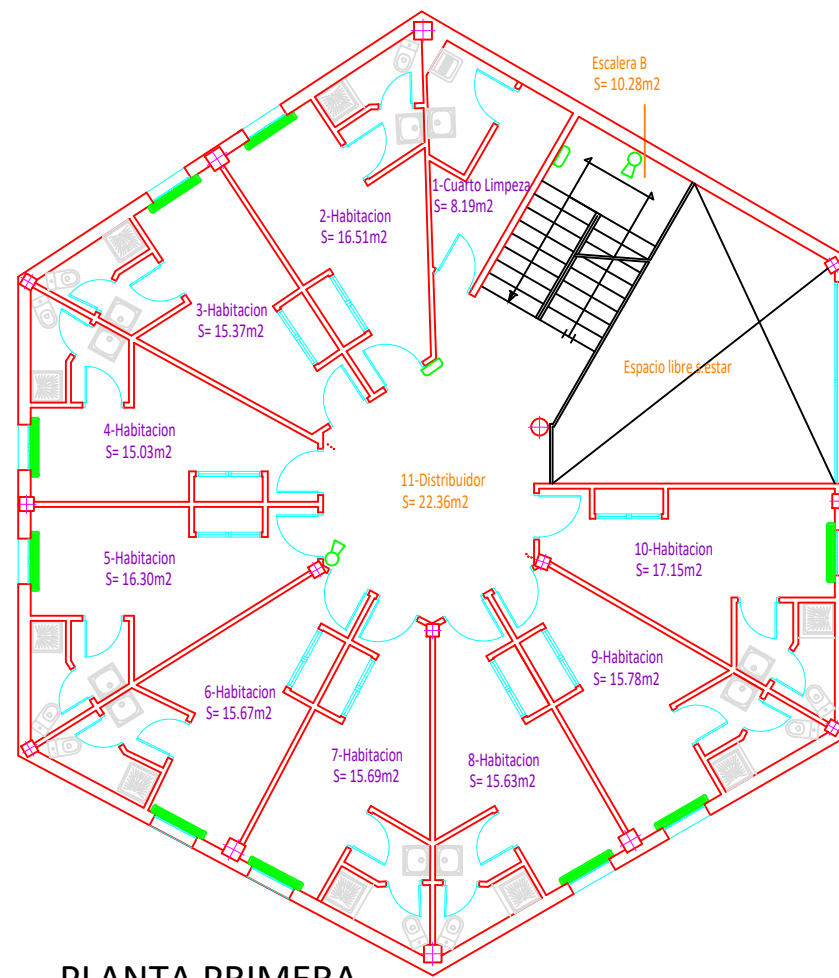 Escalera B
S= 10.28m2
1-Cuarto Limpeza
S= 8.19m2
2-Habitacion
S= 16.51m2
3-Habitacion
S= 15.37m2
Espacio libre s.estar
4-Habitacion
S= 15.03m2
11-Distribuidor
S= 22.36m2
5-Habitacion
S= 16.30m2
10-Habitacion
S= 17.15m2
9-Habitacion
S= 15.78m2
6-Habitacion
S= 15.67m2
7-Habitacion
S= 15.69m2
8-Habitacion
S= 15.63m2
PLANTA PRIMERA